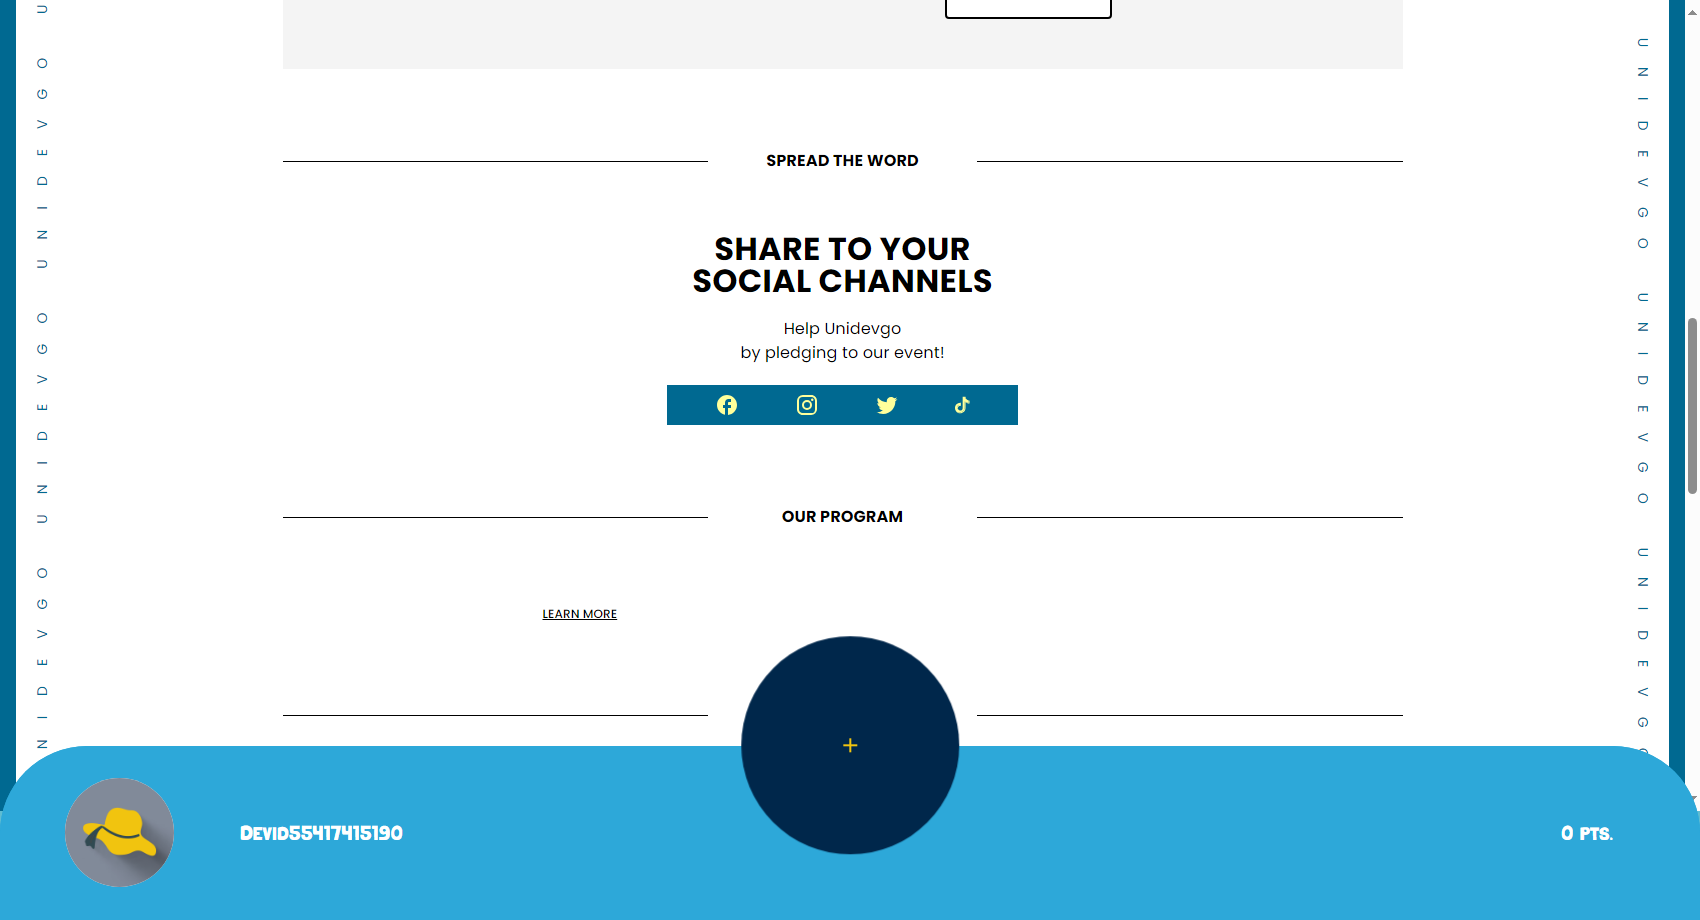 SPREAD THE WORD
SHARE TO YOUR
SOCIAL CHANNELS
Help Unidevgo
by pledging to our event!
OUR PROGRAM
LEARN MORE
+
DEVID55417415190
0 PTS.
U N I D E V G O U N I D E V G O U N I D E V G O U
U N I D E V G O U N I D E V G O U N I D E V G O